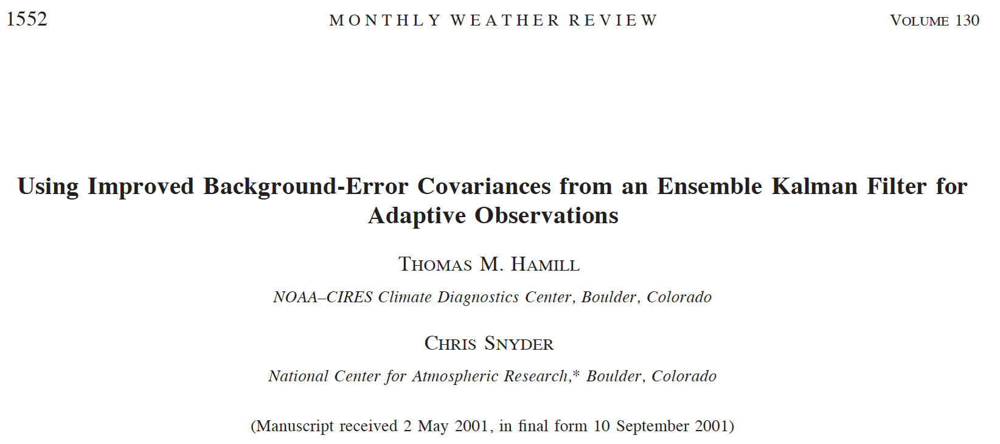 1552 MONTHLY WEATHER REVIEW VOLUME 130
Using Improved Background-Error Covariances from an Ensemble Kalman Filter for
Adaptive Observations
THOMAS M. HAMILL
NOAA–CIRES Climate Diagnostics Center, Boulder, Colorado
CHRIS SNYDER
National Center for Atmospheric Research,* Boulder, Colorado
(Manuscript received 2 May 2001, in final form 10 September 2001)